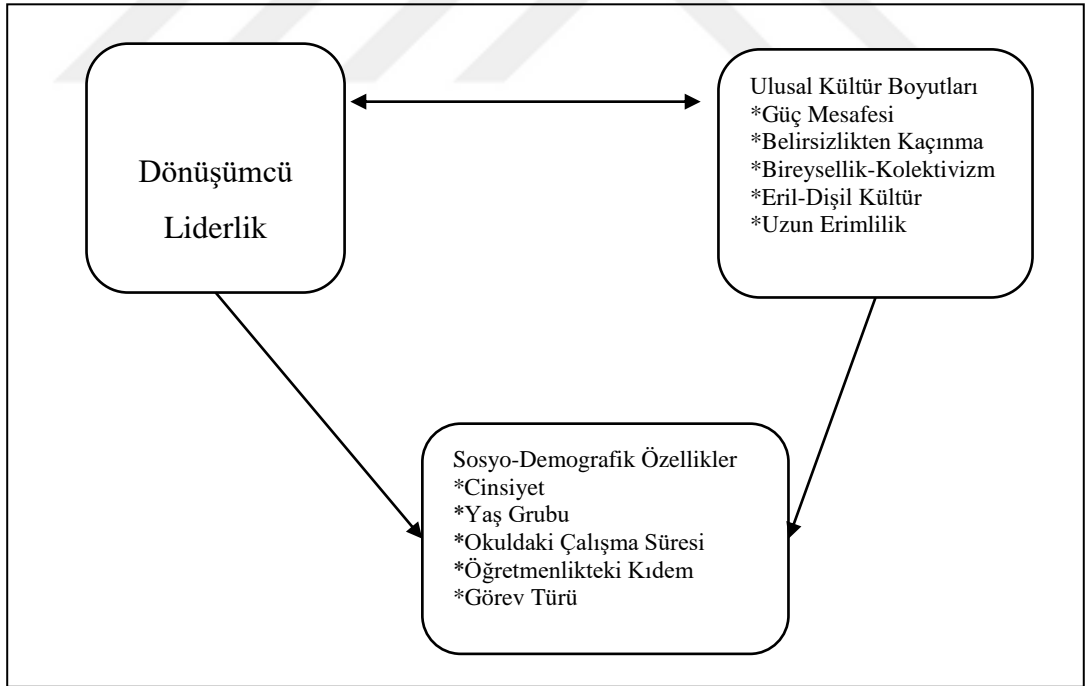 Dönüşümcü
Liderlik
Ulusal Kültür Boyutları
*Güç Mesafesi
*Belirsizlikten Kaçınma
*Bireysellik-Kolektivizm
*Eril-Dişil Kültür
*Uzun Erimlilik
Sosyo-Demografik Özellikler
*Cinsiyet
*Yaş Grubu
*Okuldaki Çalışma Süresi
*Öğretmenlikteki Kıdem
*Görev Türü